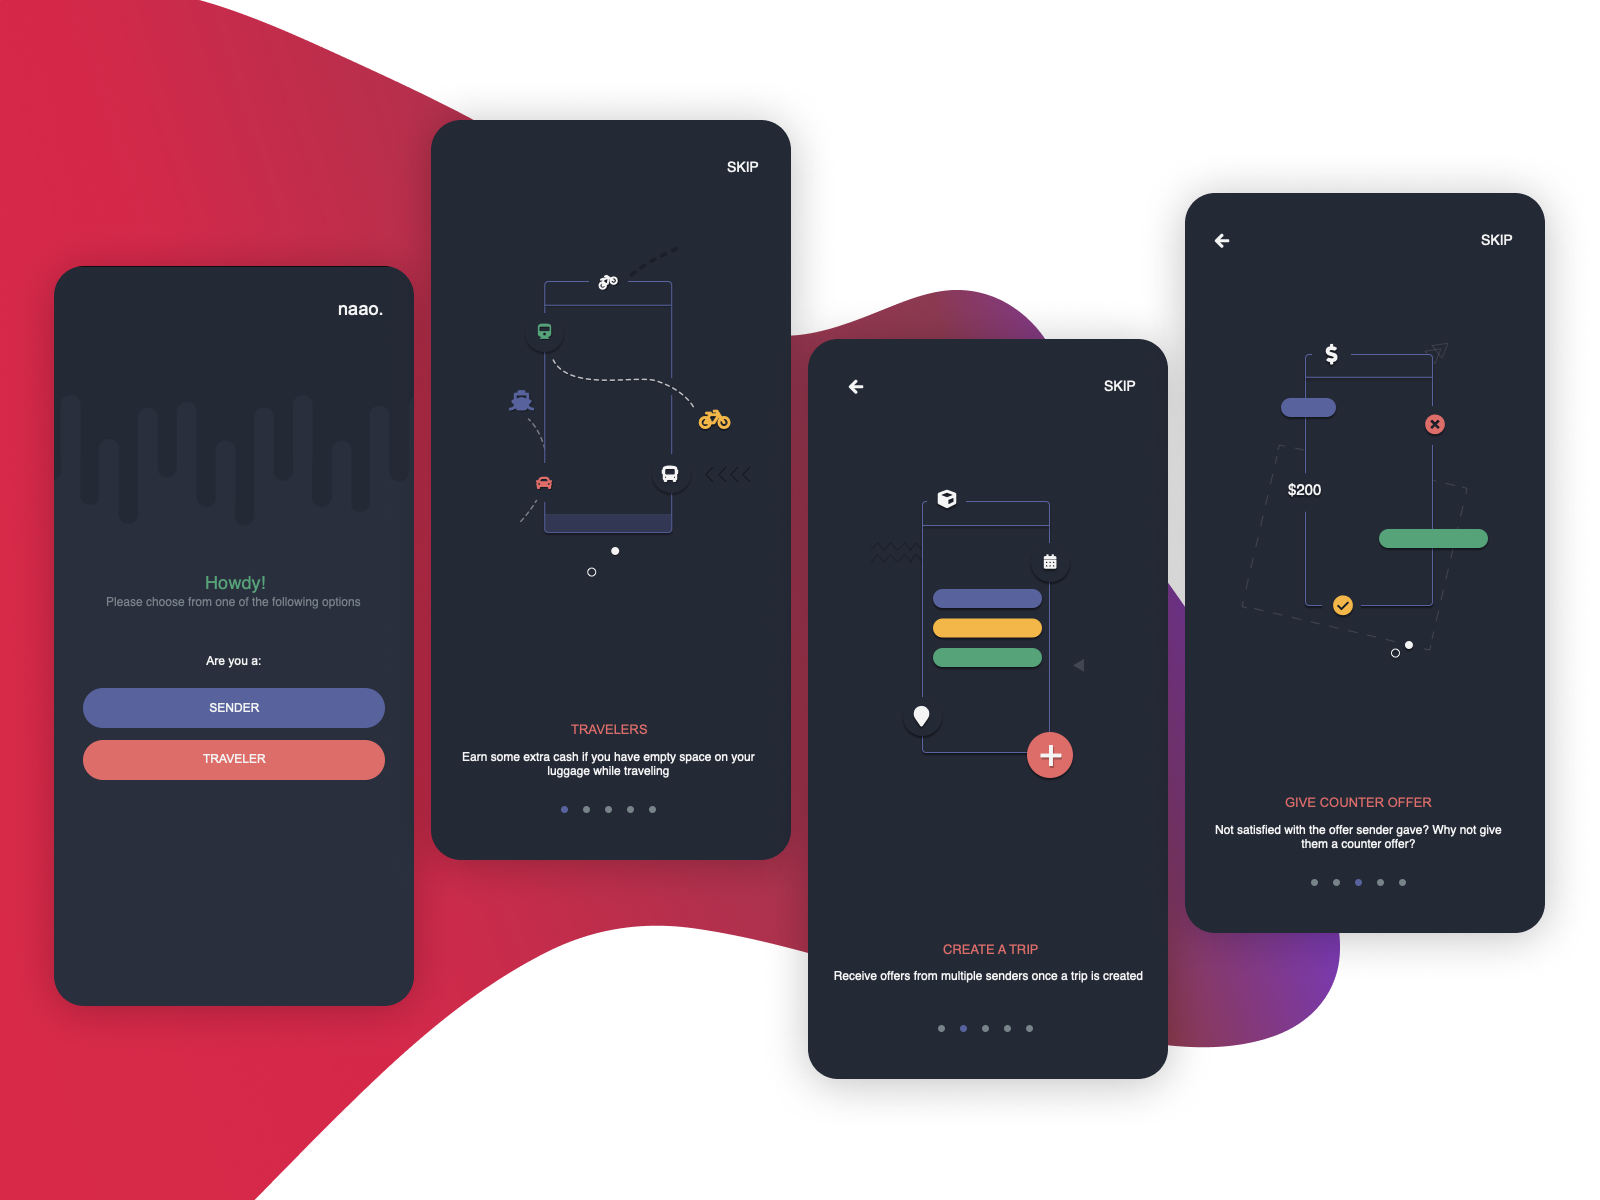 naao.
Howdy!
Please choose from one of the following options
Are you a:
SENDER
TRAVELER
SKIP
TRAVELERS
Earn some extra cash if you have empty space on your
luggage while traveling
SKIP
CREATE A TRIP
Receive offers from multiple senders once a trip is created
SKIP
$200
GIVE COUNTER OFFER
Not satisfied with the offer sender gave? Why not give
them a counter offer?